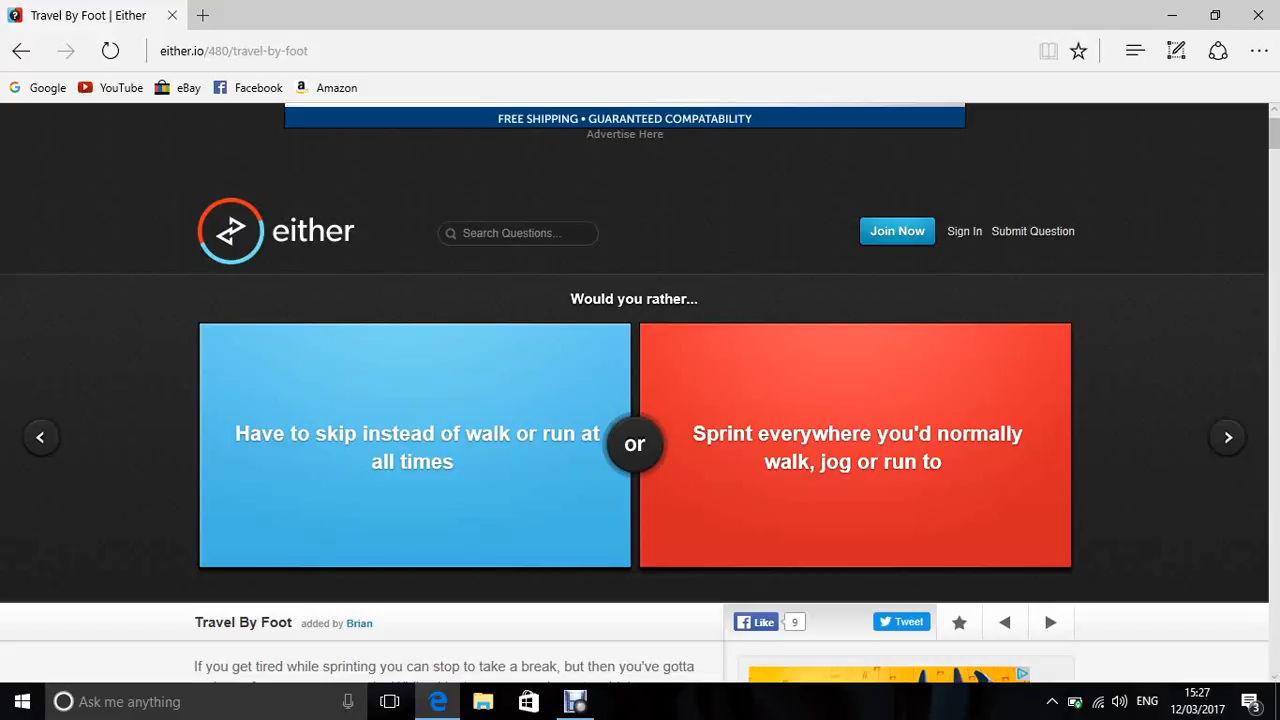 Travel By Foot | Either
either.io/480/travel-by-foot
Google YouTube eBay Facebook Amazon
FREE SHIPPING • GUARANTEED COMPATABILITY
Advertise Here
either
Search Questions...
Join Now Sign In Submit Question
Would you rather...
Have to skip instead of walk or run at
all times
or
Sprint everywhere you'd normally
walk, jog or run to
Travel By Foot added by Brian
Like 9 Tweet
If you get tired while sprinting you can stop to take a break, but then you've gotta
Ask me anything
ENG
15:27
12/03/2017
3